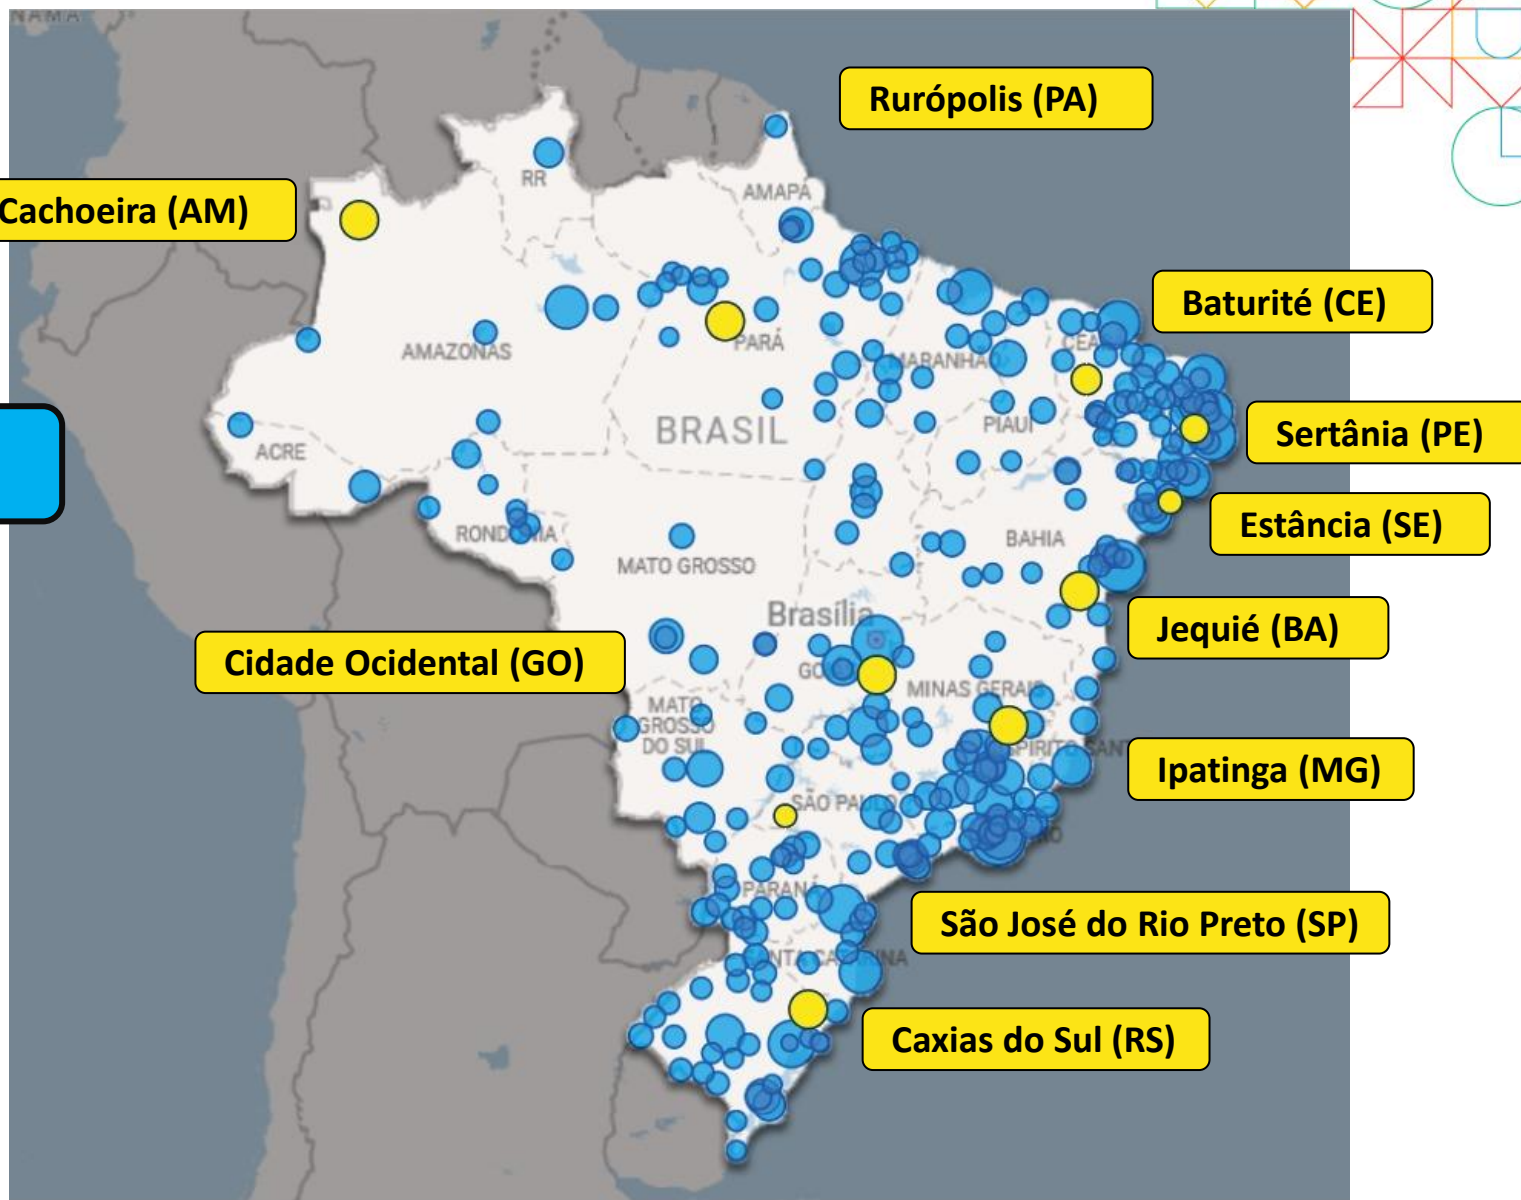 Rurópolis (PA)
RR
AMAPÁ
Cachoeira (AM)
Baturité (CE)
AMAZONAS
PARÁ
MARANHÃO
BRASIL
PIAUÍ
Sertânia (PE)
ACRE
Estância (SE)
RONDÔNIA
BAHIA
MATO GROSSO
Brasília
Jequié (BA)
Cidade Ocidental (GO)
MINAS GERAIS
MATO
GROSSO
DO SUL
Ipatinga (MG)
SÃO PAULO
PARANÁ
São José do Rio Preto (SP)
SANTA CATARINA
Caxias do Sul (RS)